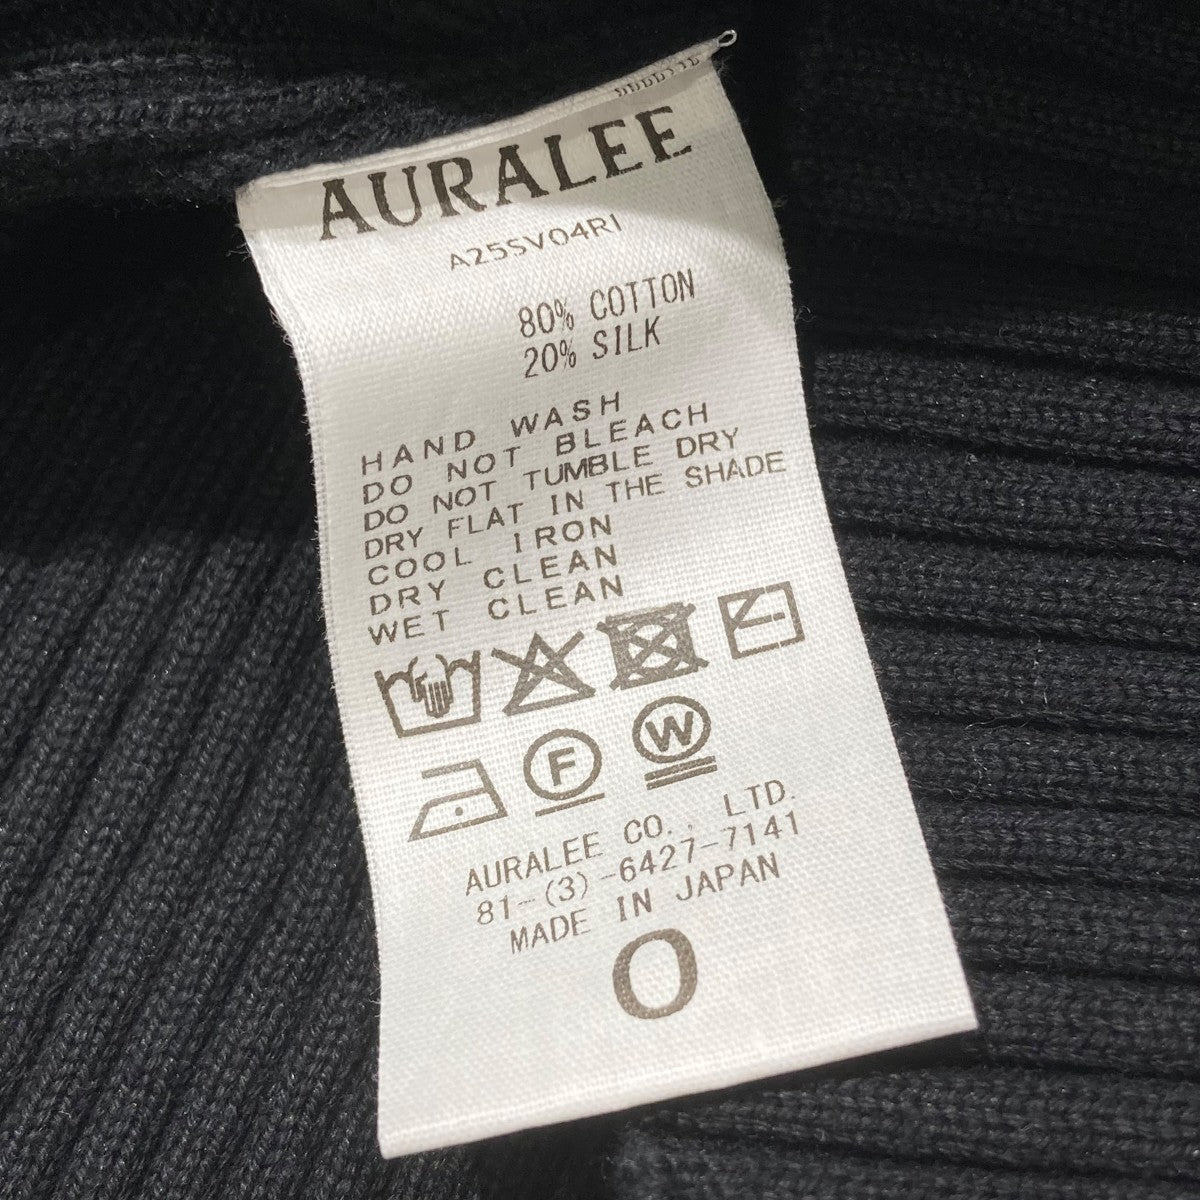 AURALEE
A25SV04RI
80% COTTON
20% SILK
HAND WASH
DO NOT BLEACH
DO NOT TUMBLE DRY
DRY FLAT IN THE SHADE
COOL IRON
DRY CLEAN
WET CLEAN
F W
AURALEE CO., LTD.
81-(3)-6427-7141
MADE IN JAPAN
0